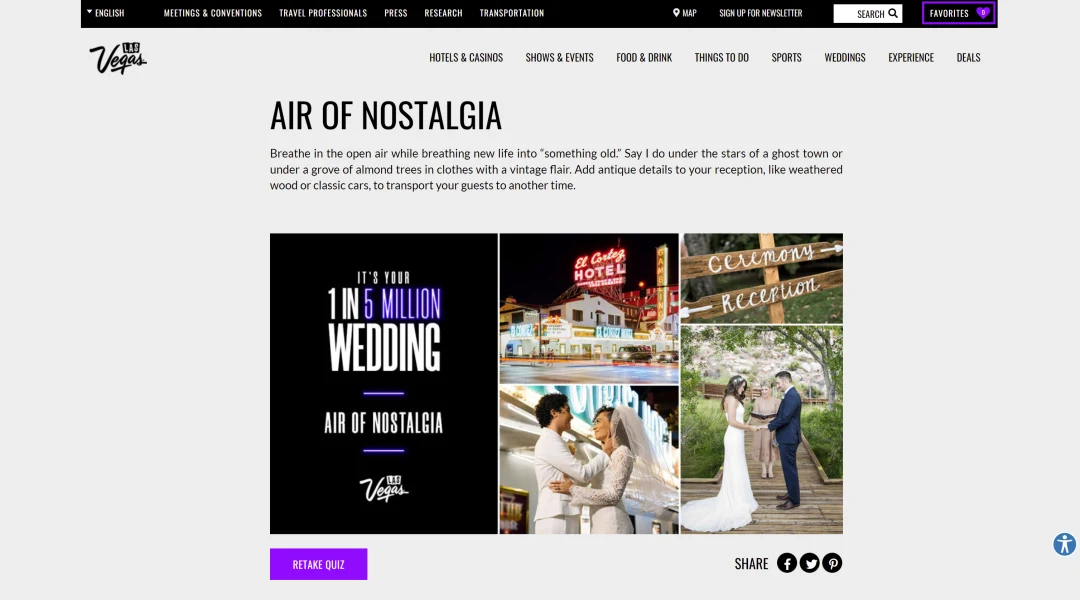 ENGLISH
MEETINGS & CONVENTIONS
TRAVEL PROFESSIONALS
PRESS
RESEARCH
TRANSPORTATION
MAP
SIGN UP FOR NEWSLETTER
SEARCH
FAVORITES
0
LAS
Vegas
HOTELS & CASINOS
SHOWS & EVENTS
FOOD & DRINK
THINGS TO DO
SPORTS
WEDDINGS
EXPERIENCE
DEALS
AIR OF NOSTALGIA
Breathe in the open air while breathing new life into “something old.” Say I do under the stars of a ghost town or
under a grove of almond trees in clothes with a vintage flair. Add antique details to your reception, like weathered
wood or classic cars, to transport your guests to another time.
IT'S YOUR
1 IN 5 MILLION
WEDDING
AIR OF NOSTALGIA
LAS
Vegas
El Cortez
HOTEL
GAMBLING
Ceremony
Reception
RETAKE QUIZ
SHARE